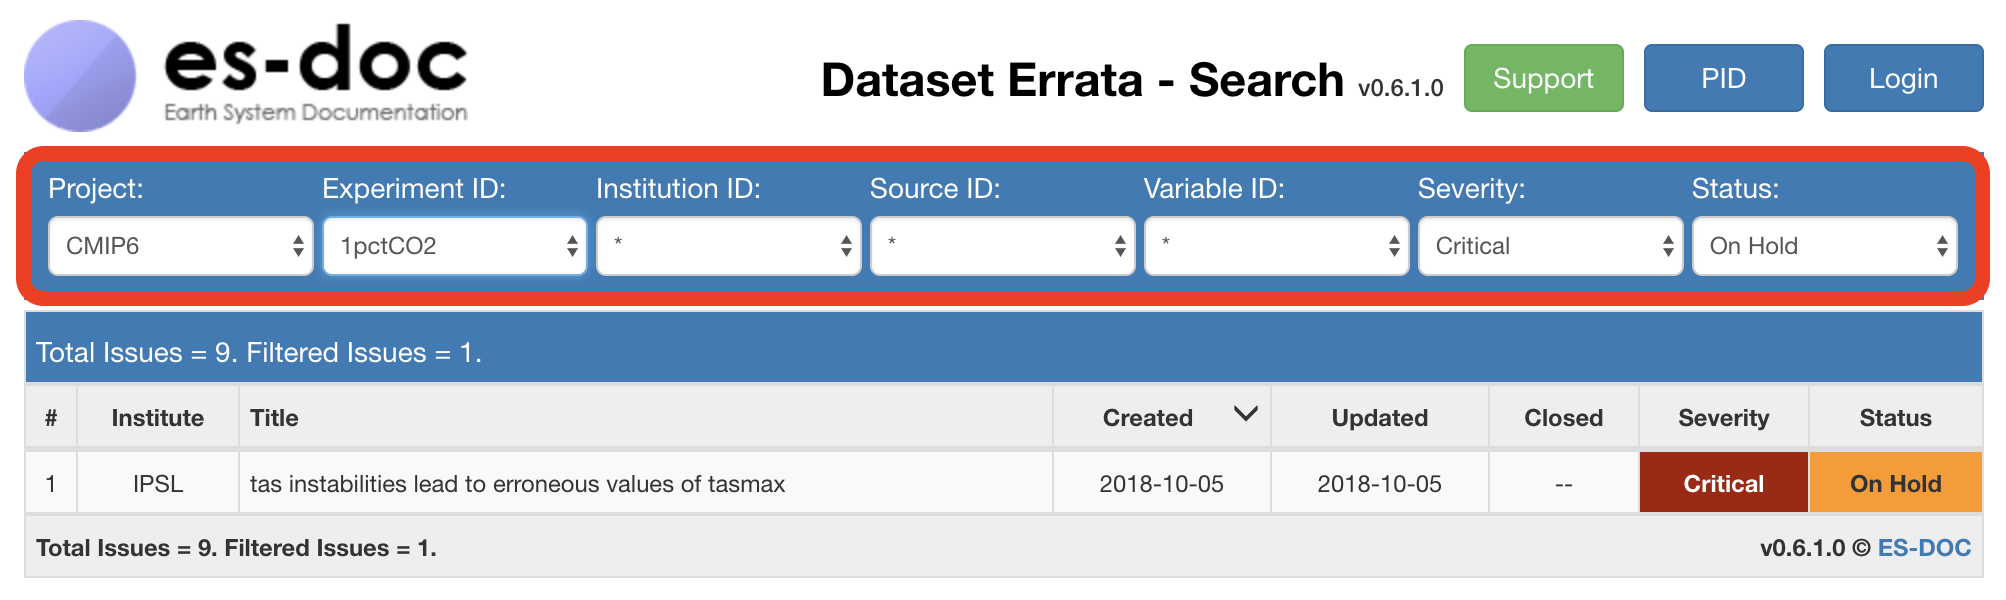 es-doc
Earth System Documentation
Dataset Errata - Search v0.6.1.0
Support
PID
Login
Project: Experiment ID: Institution ID: Source ID: Variable ID: Severity: Status:
CMIP6 1pctCO2 * * * Critical On Hold
Total Issues = 9. Filtered Issues = 1.
# Institute Title Created Updated Closed Severity Status
1 IPSL tas instabilities lead to erroneous values of tasmax 2018-10-05 2018-10-05 -- Critical On Hold
Total Issues = 9. Filtered Issues = 1.
v0.6.1.0 © ES-DOC